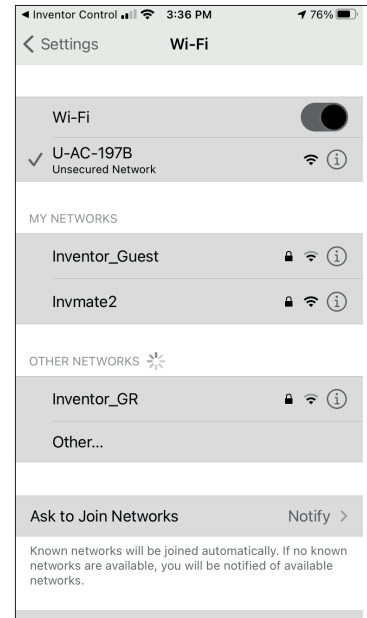 ◀ Inventor Control 3:36 PM 76%
Settings Wi-Fi
Wi-Fi
U-AC-197B
Unsecured Network
MY NETWORKS
Inventor_Guest
Invmate2
OTHER NETWORKS
Inventor_GR
Other...
Ask to Join Networks Notify
Known networks will be joined automatically. If no known
networks are available, you will be notified of available
networks.